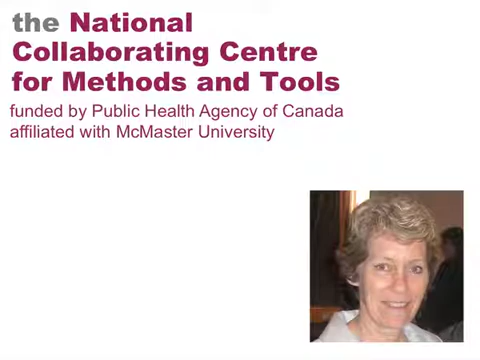 the National
Collaborating Centre
for Methods and Tools
funded by Public Health Agency of Canada
affiliated with McMaster University